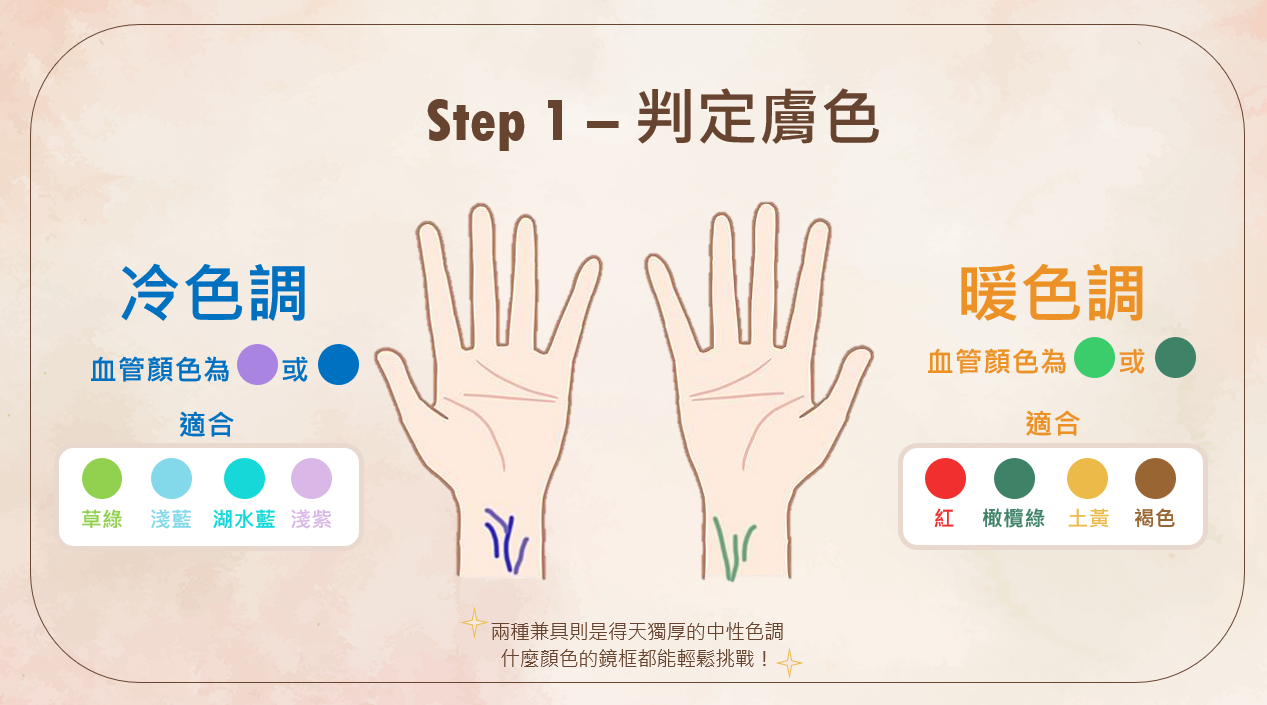 Step 1 – 判定膚色
冷色調
血管顏色為 或
適合
草綠 淺藍 湖水藍 淺紫
暖色調
血管顏色為 或
適合
紅 橄欖綠 土黃 褐色
兩種兼具則是得天獨厚的中性色調
什麼顏色的鏡框都能輕鬆挑戰！